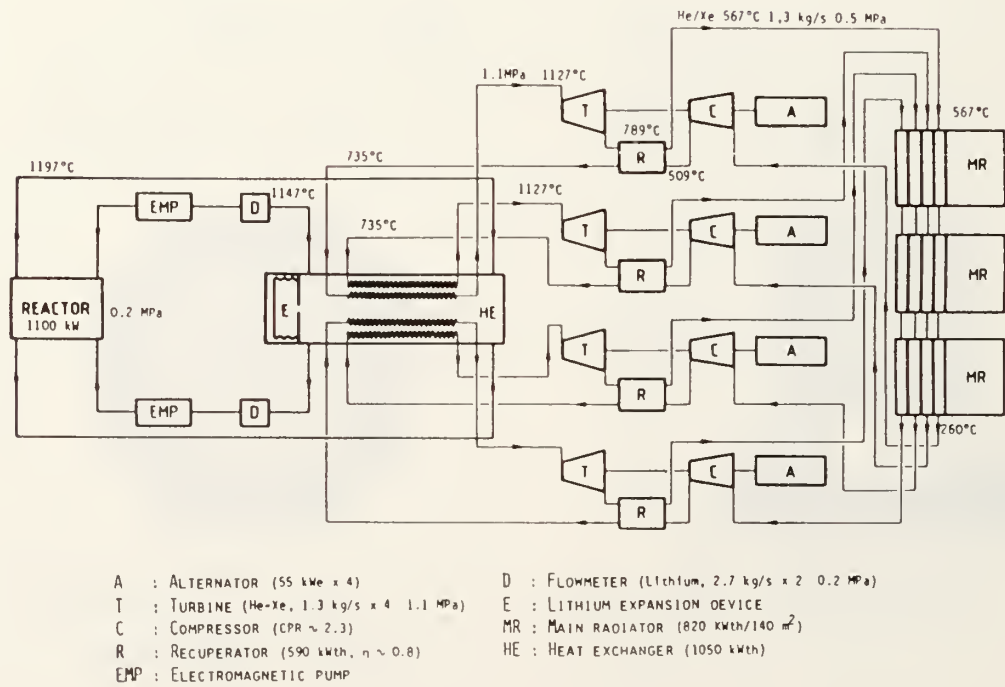 He/Xe 567°C 1,3 kg/s 0.5 MPa
1.1MPa 1127°C
T
C
A
567°C
789°C
R
509°C
MR
1197°C
735°C
EMP
D
1147°C
1127°C
735°C
T
C
A
R
MR
REACTOR
1100 kW
0.2 MPa
E
HE
T
C
A
R
MR
EMP
D
260°C
T
C
A
R
A : ALTERNATOR (55 kWe x 4)
T : TURBINE (He-Xe, 1.3 kg/s x 4 1.1 MPa)
C : COMPRESSOR (CPR ~ 2.3)
R : RECUPERATOR (590 kWth, η ~ 0.8)
EMP : ELECTROMAGNETIC PUMP
D : FLOWMETER (Lithium, 2.7 kg/s x 2 0.2 MPa)
E : LITHIUM EXPANSION DEVICE
MR : MAIN RADIATOR (820 KWth/140 m²)
HE : HEAT EXCHANGER (1050 kWth)